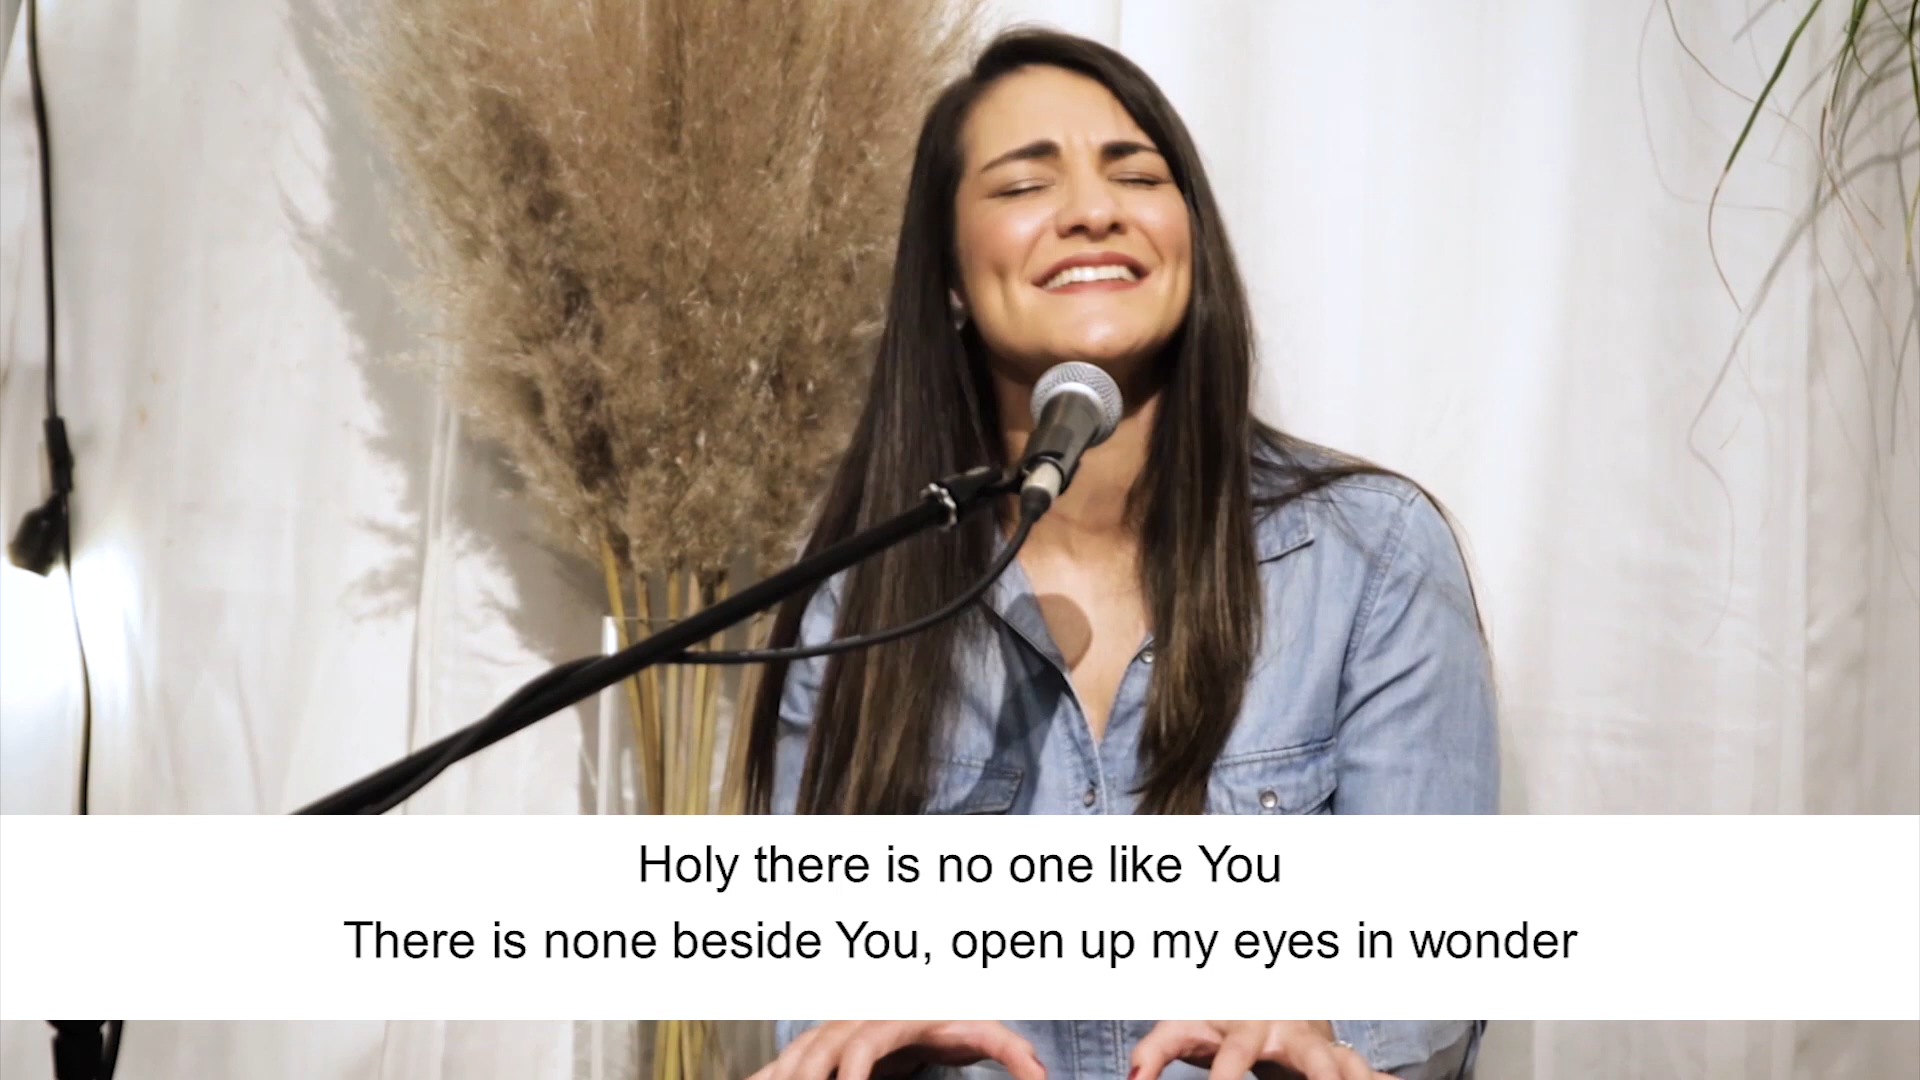 Holy there is no one like You
There is none beside You, open up my eyes in wonder